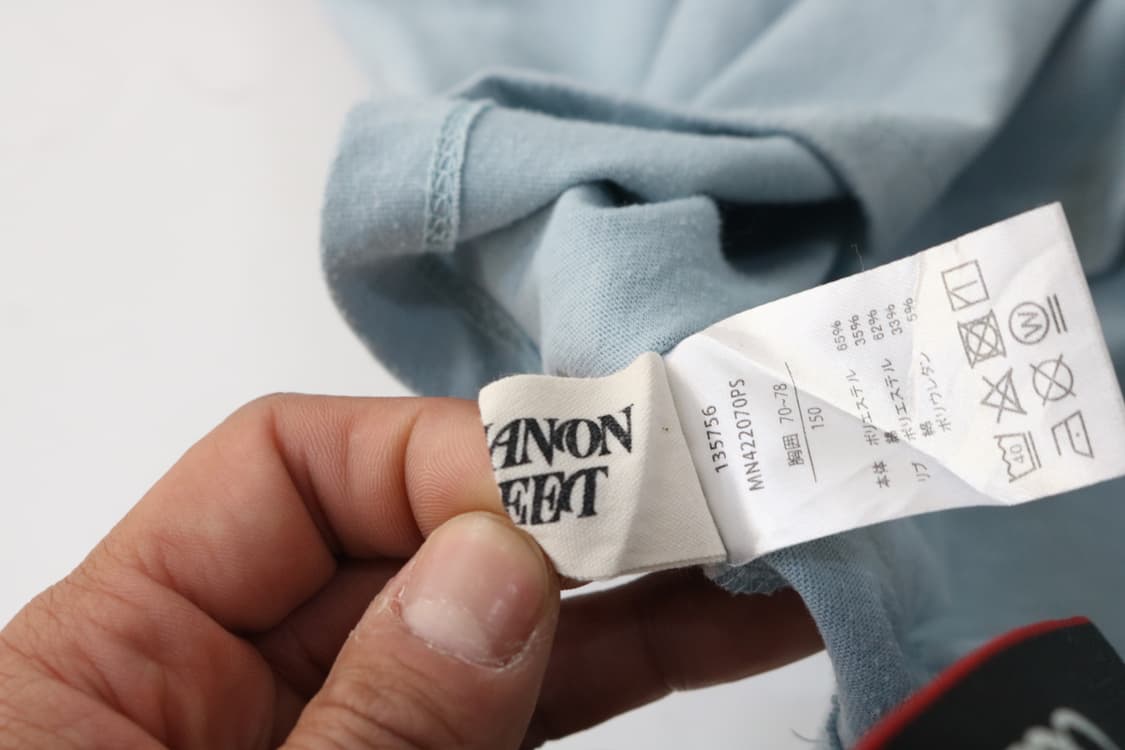 ANON
EET
135756
MN422070PS
胸囲 70~78
150
本体 ポリエステル 65%
綿 35%
ポリエステル 62%
リブ 綿 33%
ポリウレタン 5%
W
40